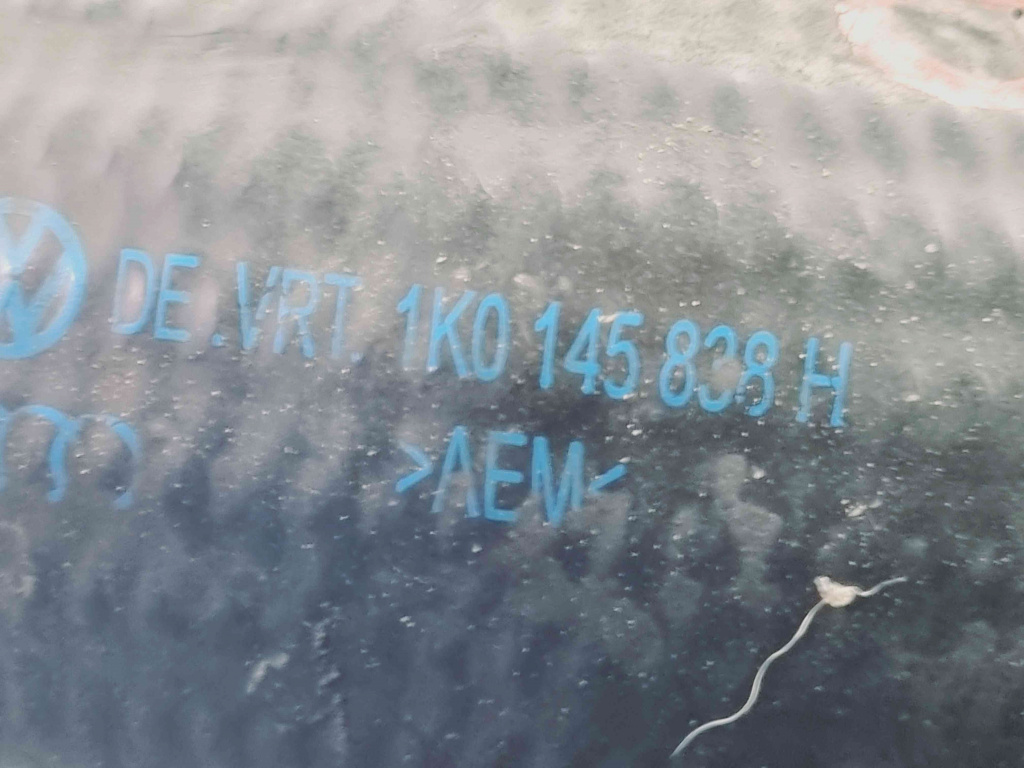 DE.VRT. 1K0 145 838 H
>AEM<